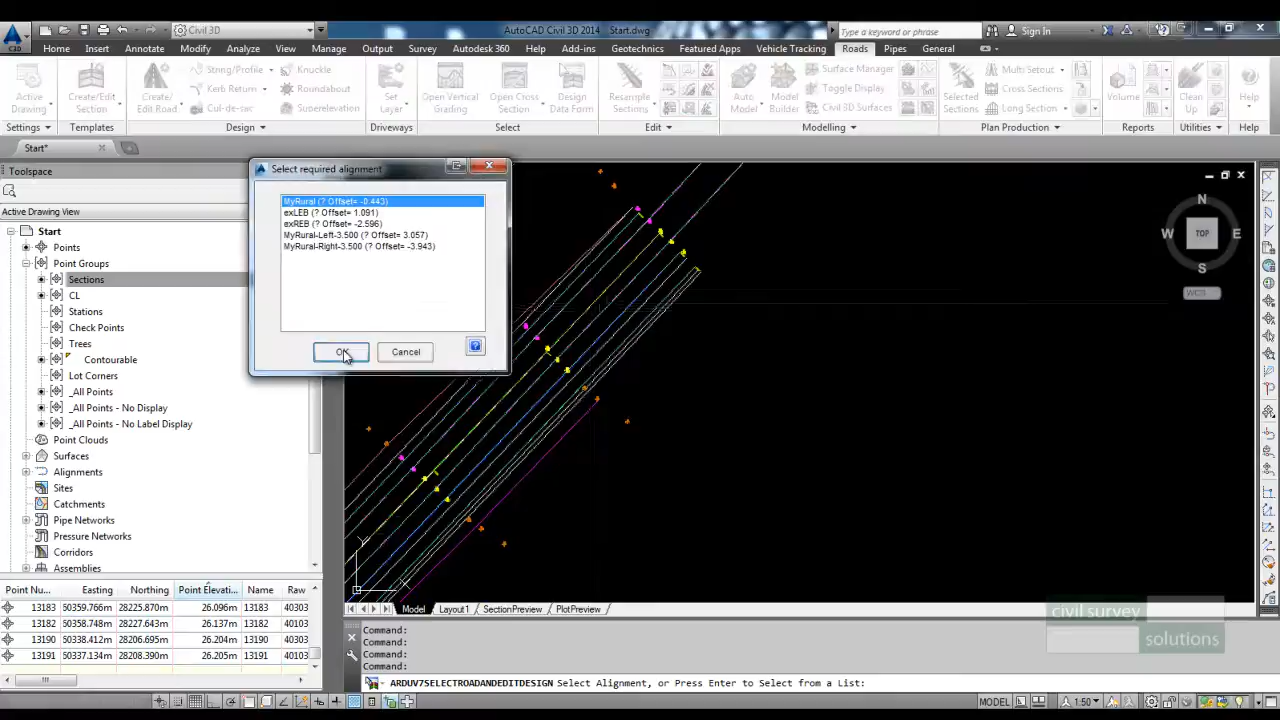 Civil 3D
AutoCAD Civil 3D 2014 Start.dwg
Type a keyword or phrase
Sign In
Home Insert Annotate Modify View Manage Output Survey Autodesk 360 Help Add-ins Geotechnics Featured Apps Vehicle Tracking Roads Pipes General
Active Drawing
Create/Edit Section
Create/ Edit Road
String/Profile
Kerb Return
Cul-de-sac
Knuckle
Roundabout
Superelevation
Set Layer
Open Vertical Grading
Open Cross Section
Design Data Form
Resample Sections
Auto Model
Model Builder
Surface Manager
Toggle Display
Civil 3D Surfaces
Selected Sections
Multi Setout
Cross Sections
Long Section
Volume
Clean Up
Help
Settings Templates Design Driveways Select Edit Modelling Plan Production Reports Utilities Help
Start*
Toolspace
Active Drawing View
Start
Points
Point Groups
Sections
CL
Stations
Check Points
Trees
Contourable
Lot Corners
_All Points
_All Points - No Display
_All Points - No Label Display
Point Clouds
Surfaces
Alignments
Sites
Catchments
Pipe Networks
Pressure Networks
Corridors
Assemblies
Select required alignment
MyRural (? Offset= -0.443)
exLEB (? Offset= 1.091)
exREB (? Offset= -2.596)
MyRural-Left-3.500 (? Offset= 3.057)
MyRural-Right-3.500 (? Offset= -3.943)
OK Cancel
N
W TOP E
S
WCS
Y
X
Point Nu... Easting Northing Point Elevati... Name Raw
13183 50359.766m 28225.870m 26.096m 13183 40303
13182 50358.748m 28227.643m 26.137m 13182 40303
13190 50338.412m 28206.695m 26.204m 13190 40303
13191 50337.134m 28208.390m 26.205m 13191 40103
Model Layout1 SectionPreview PlotPreview
Command:
Command:
Command:
Command:
ARDUV7SELECTROADANDEDITDESIGN Select Alignment, or Press Enter to Select from a List:
civil survey
solutions
MODEL 1:50